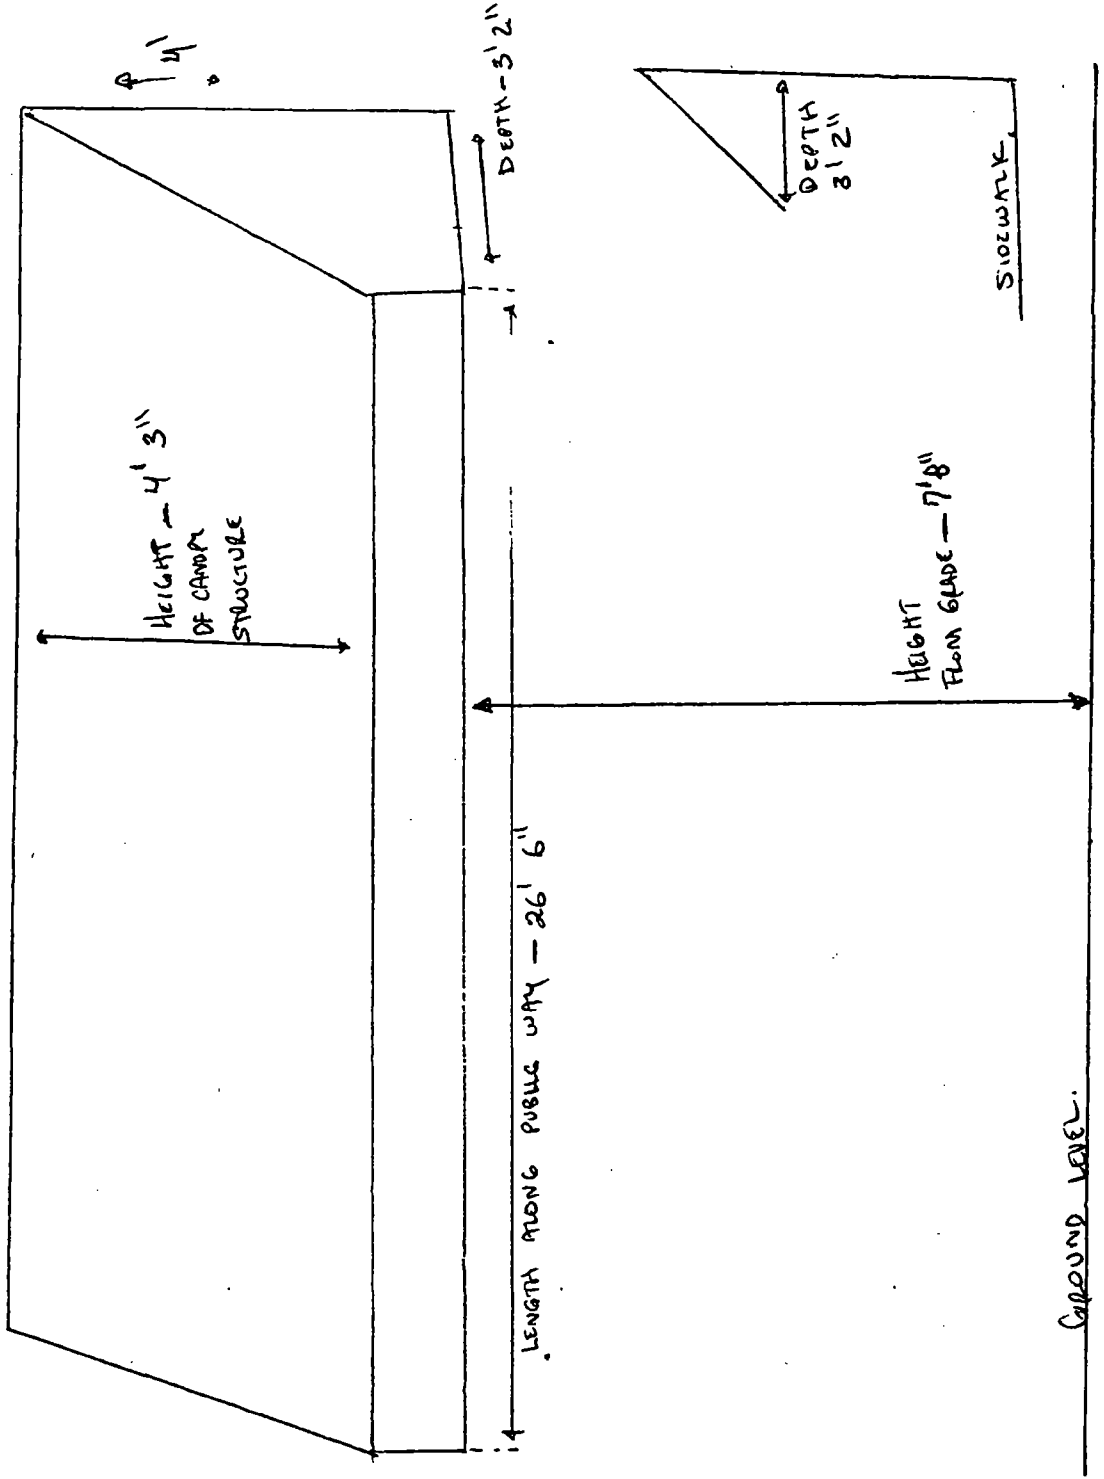 4'
HEIGHT — 4' 3"
OF CANOPY
STRUCTURE
DEPTH - 3' 2"
LENGTH ALONG PUBLIC WAY — 26' 6"
DEPTH
3' 2"
HEIGHT
FROM GRADE — 7'8"
SIDEWALK.
GROUND LEVEL.